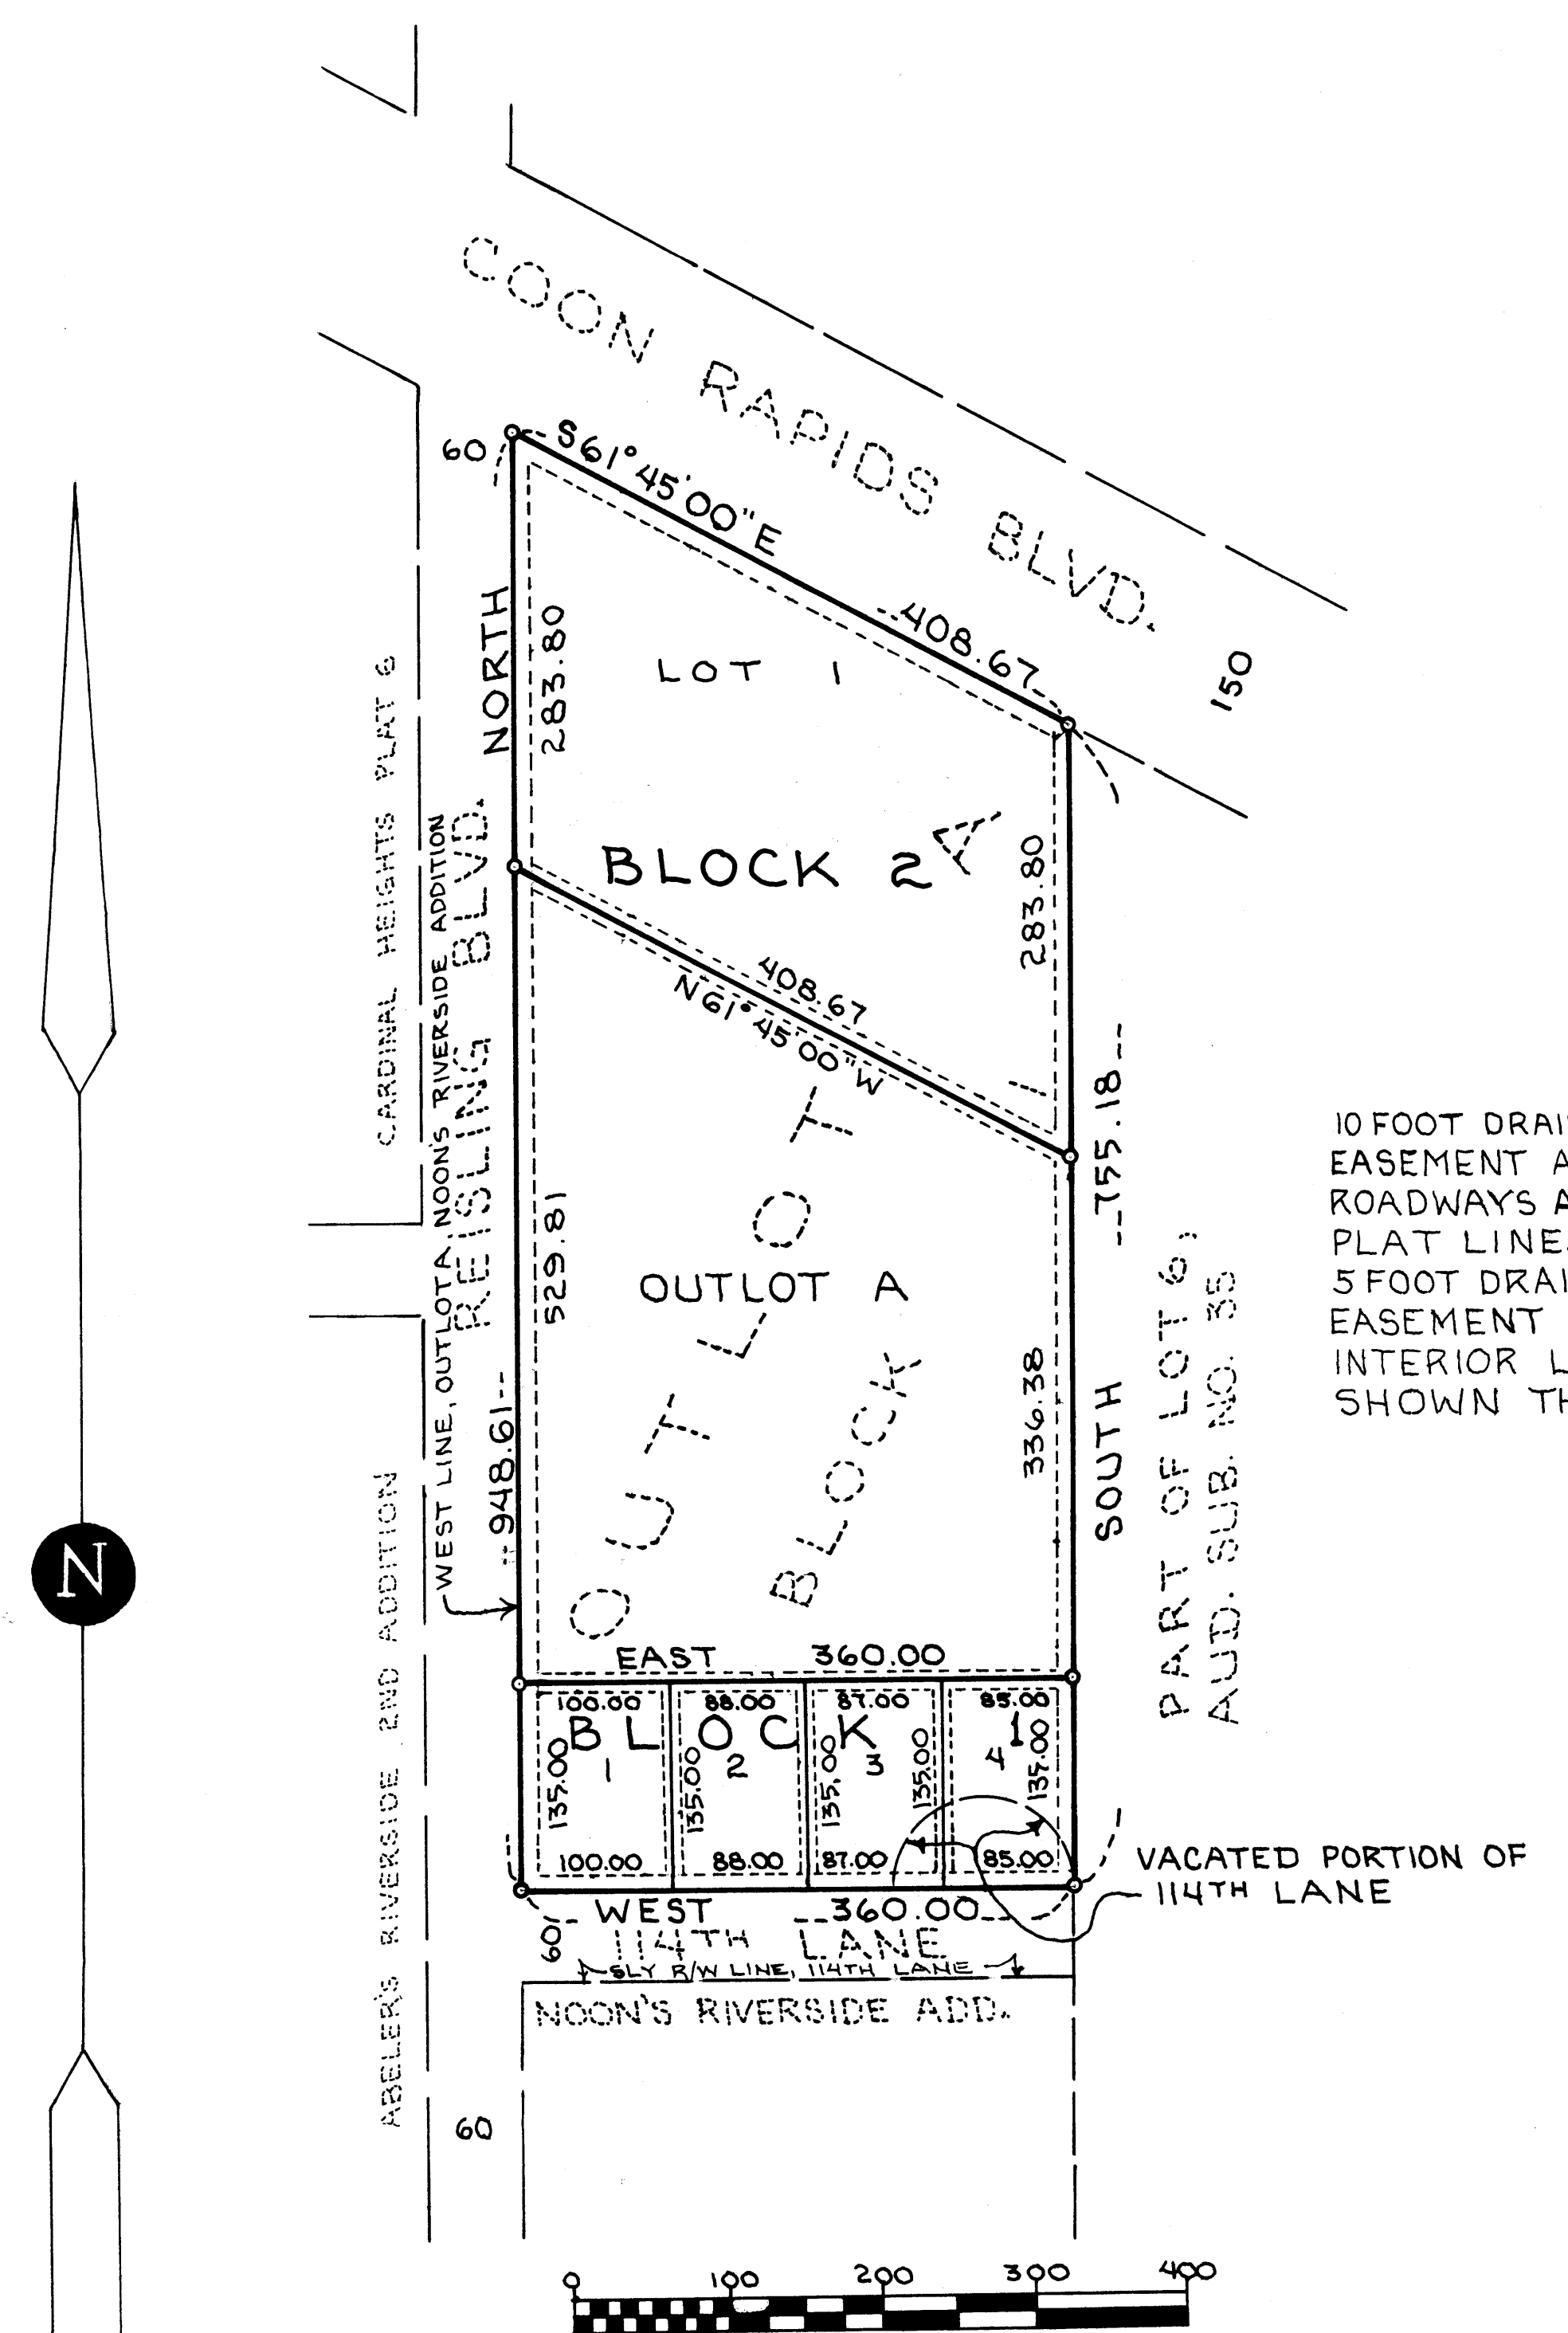 COON RAPIDS BLVD.
60
S61°45'00"E
408.67
150
NORTH
283.80
LOT 1
BLOCK 2
A
283.80
CARDINAL HEIGHTS PLAT 6
WEST LINE, OUTLOT A, NOON'S RIVERSIDE ADDITION
REISLING BLVD.
408.67
N61°45'00"W
755.18
10 FOOT DRAI
EASEMENT A
ROADWAYS A
PLAT LINE
5 FOOT DRAI
EASEMENT
INTERIOR L
SHOWN TH
529.81
OUTLOT A
OUTLOT
BLOCK 1
336.38
SOUTH
PART OF LOT 6,
AUD. SUB. NO. 35
948.61
N
ABELER'S RIVERSIDE 2ND ADDITION
EAST 360.00
100.00 88.00 87.00 85.00
BLOCK 1
1 2 3 4
135.00 135.00 135.00 135.00 135.00
100.00 88.00 87.00 85.00
VACATED PORTION OF
114TH LANE
WEST 360.00
60
114TH LANE
SLY R/W LINE, 114TH LANE
NOON'S RIVERSIDE ADD.
60
0 100 200 300 400